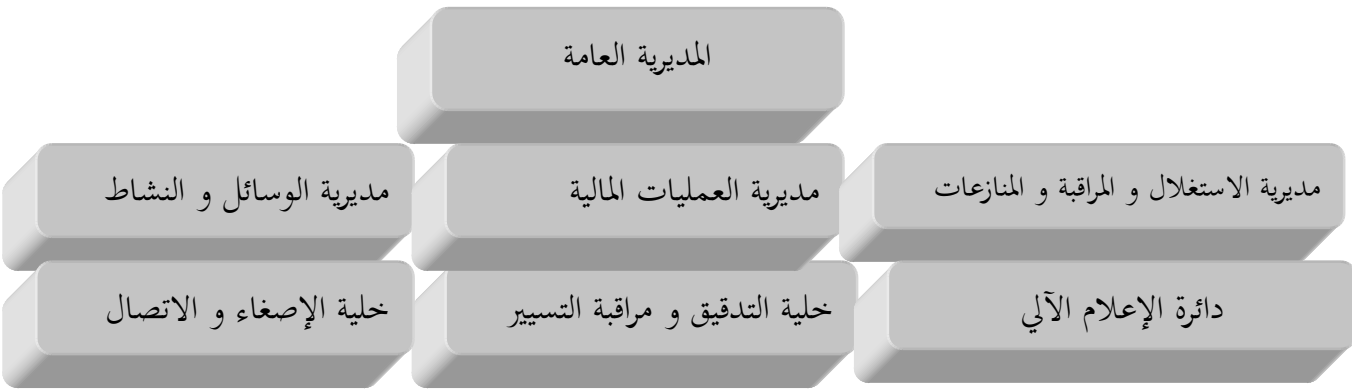 المديرية العامة
مديرية الاستغلال و المراقبة و المنازعات
مديرية العمليات المالية
مديرية الوسائل و النشاط
دائرة الإعلام الآلي
خلية التدقيق و مراقبة التسيير
خلية الإصغاء و الاتصال